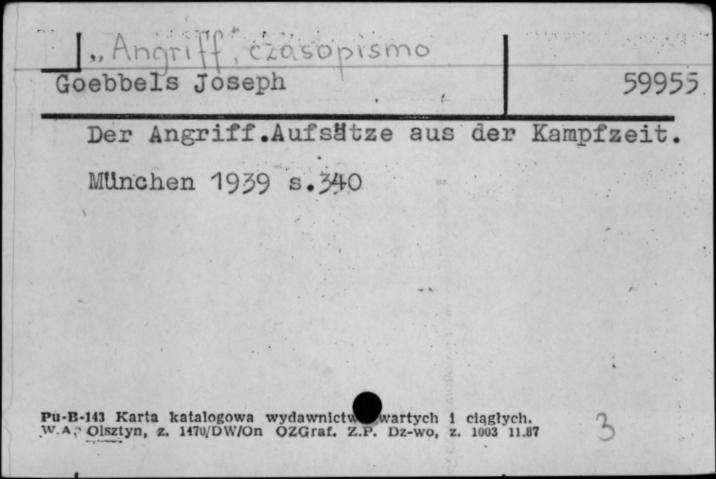 „Angriff", czasopismo
Goebbels Joseph 59955
Der Angriff.Aufsätze aus der Kampfzeit.
München 1939 s.340
Pu-B-143 Karta katalogowa wydawnictw zwartych i ciągłych.
W.A. Olsztyn, z. 1470/DW/On OZGraf. Z.P. Dz-wo, z. 1003 11.87
3